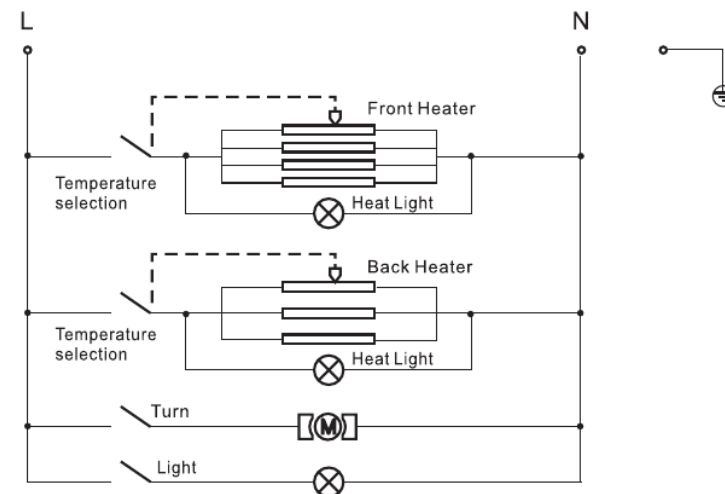 L
N
Front Heater
Temperature
selection
Heat Light
Back Heater
Temperature
selection
Heat Light
Turn
M
Light